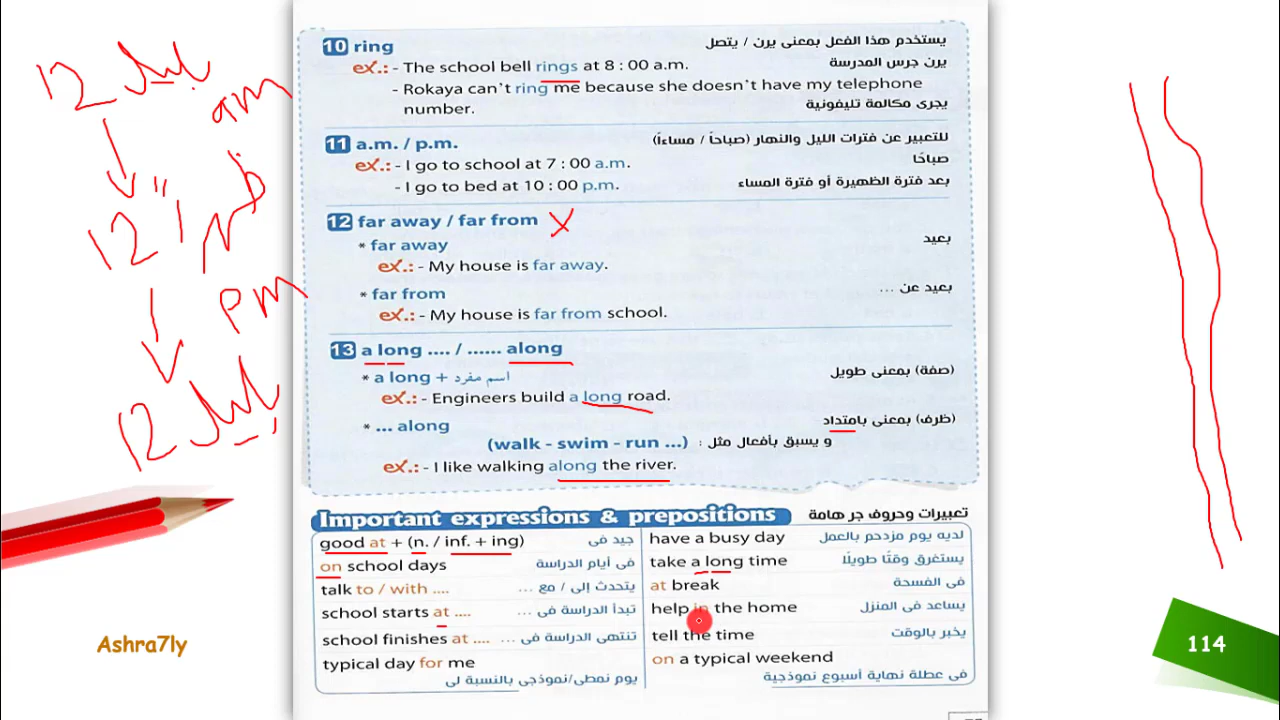 12 ليل
am
12 ظهر
pm
12 ليل
10 ring يستخدم هذا الفعل بمعنى يرن / يتصل
ex.: - The school bell rings at 8 : 00 a.m. يرن جرس المدرسة
- Rokaya can't ring me because she doesn't have my telephone
number. يجرى مكالمة تليفونية
11 a.m. / p.m. للتعبير عن فترات الليل والنهار (صباحاً / مساءاً)
ex.: - I go to school at 7 : 00 a.m. صباحًا
- I go to bed at 10 : 00 p.m. بعد فترة الظهيرة أو فترة المساء
12 far away / far from X
* far away بعيد
ex.: - My house is far away.
* far from بعيد عن ...
ex.: - My house is far from school.
13 a long .... / ...... along
* a long + اسم مفرد (صفة) بمعنى طويل
ex.: - Engineers build a long road.
* ... along (ظرف) بمعنى بامتداد
(walk - swim - run ...) و يسبق بأفعال مثل :
ex.: - I like walking along the river.
Important expressions & prepositions تعبيرات وحروف جر هامة
good at + (n. / inf. + ing) جيد فى
on school days فى أيام الدراسة
talk to / with .... يتحدث إلى / مع ...
school starts at .... تبدأ الدراسة فى ...
school finishes at .... تنتهى الدراسة فى ...
typical day for me يوم نمطى/نموذجى بالنسبة لى
have a busy day لديه يوم مزدحم بالعمل
take a long time يستغرق وقتًا طويلًا
at break فى الفسحة
help in the home يساعد فى المنزل
tell the time يخبر بالوقت
on a typical weekend فى عطلة نهاية أسبوع نموذجية
Ashra7ly
114